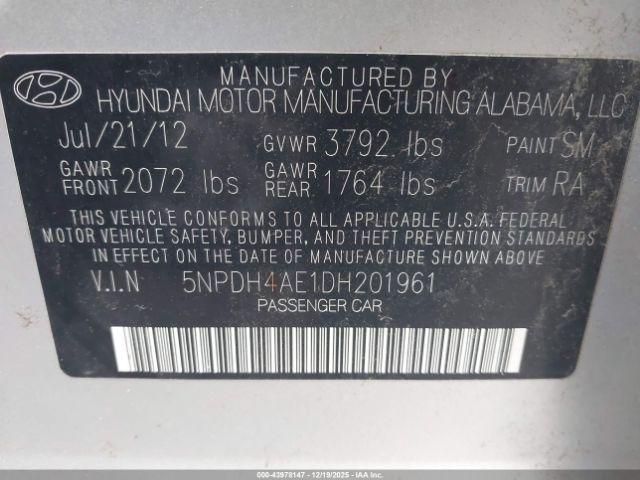 MANUFACTURED BY
HYUNDAI MOTOR MANUFACTURING ALABAMA, LLC
Jul/21/12 GVWR 3792 lbs PAINT SM
GAWR FRONT 2072 lbs GAWR REAR 1764 lbs TRIM RA
THIS VEHICLE CONFORMS TO ALL APPLICABLE U.S.A. FEDERAL
MOTOR VEHICLE SAFETY, BUMPER, AND THEFT PREVENTION STANDARDS
IN EFFECT ON THE DATE OF MANUFACTURE SHOWN ABOVE
V.I.N 5NPDH4AE1DH201961
PASSENGER CAR
000-43978147 - 12/19/2025 - IAAI.CA